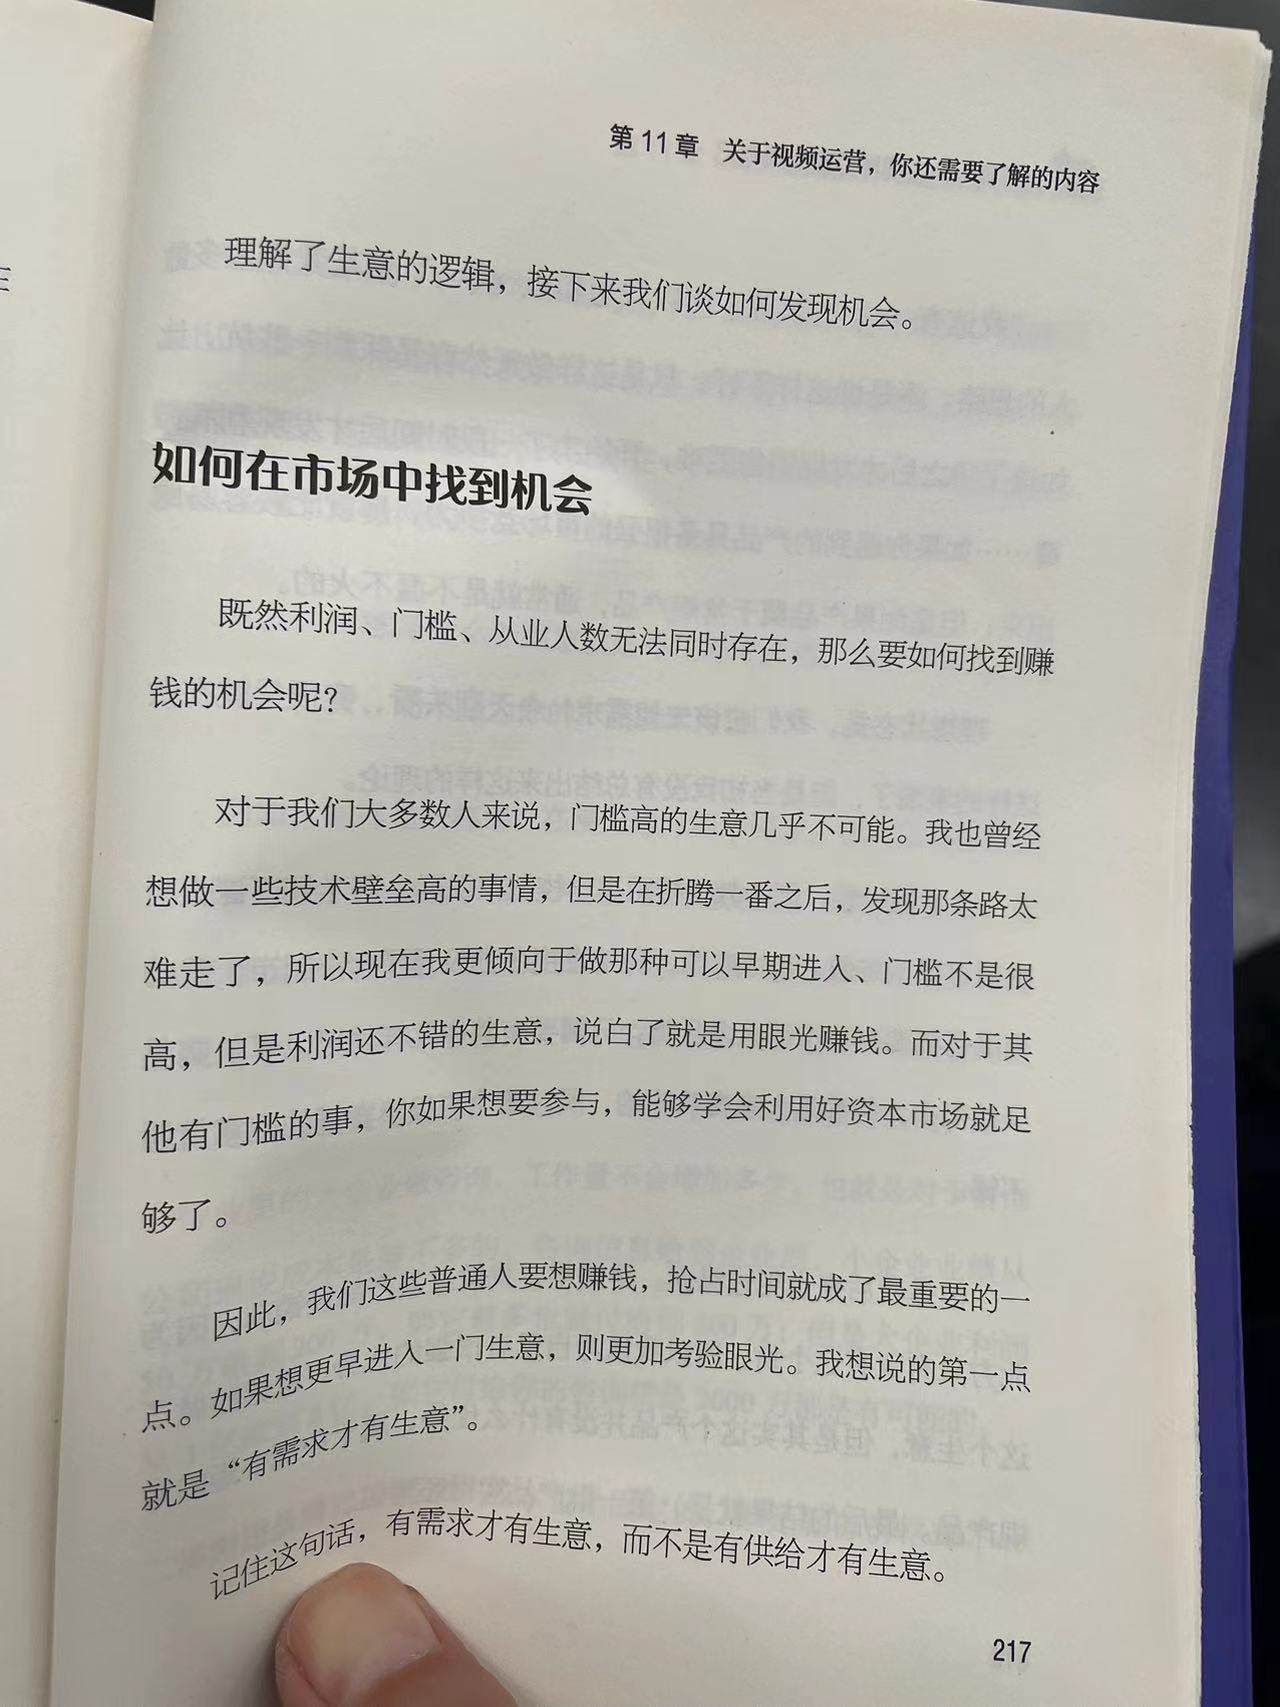 第11章 关于视频运营，你还需要了解的内容
理解了生意的逻辑，接下来我们谈如何发现机会。
如何在市场中找到机会
既然利润、门槛、从业人数无法同时存在，那么要如何找到赚
钱的机会呢？
对于我们大多数人来说，门槛高的生意几乎不可能。我也曾经
想做一些技术壁垒高的事情，但是在折腾一番之后，发现那条路太
难走了，所以现在我更倾向于做那种可以早期进入、门槛不是很
高，但是利润还不错的生意，说白了就是用眼光赚钱。而对于其
他有门槛的事，你如果想要参与，能够学会利用好资本市场就足
够了。
因此，我们这些普通人要想赚钱，抢占时间就成了最重要的一
点。如果想更早进入一门生意，则更加考验眼光。我想说的第一点
就是“有需求才有生意”。
记住这句话，有需求才有生意，而不是有供给才有生意。
217